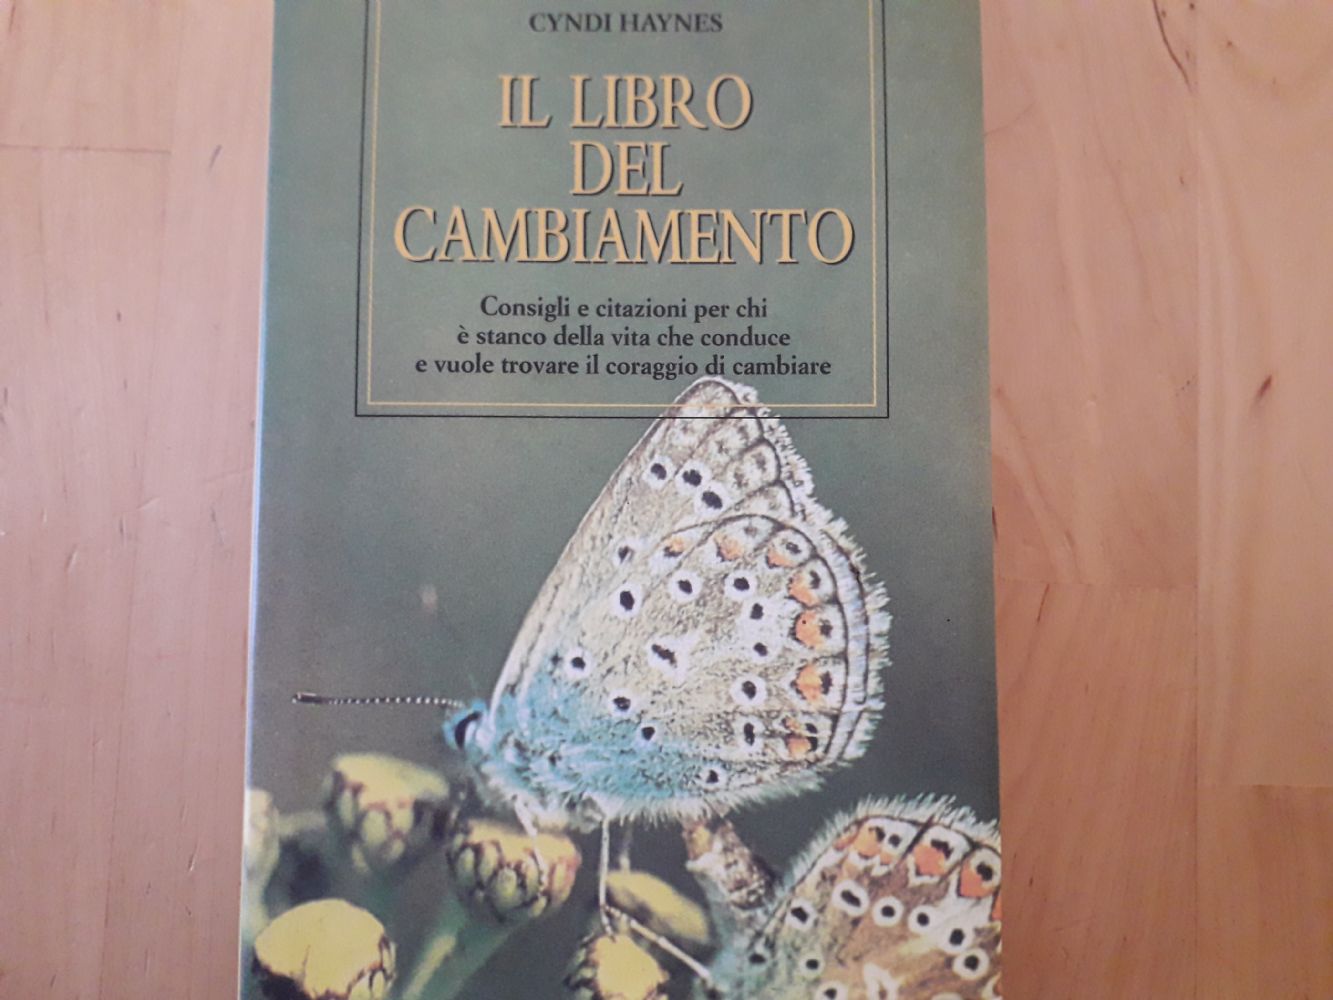 CYNDI HAYNES
IL LIBRO
DEL
CAMBIAMENTO
Consigli e citazioni per chi
è stanco della vita che conduce
e vuole trovare il coraggio di cambiare